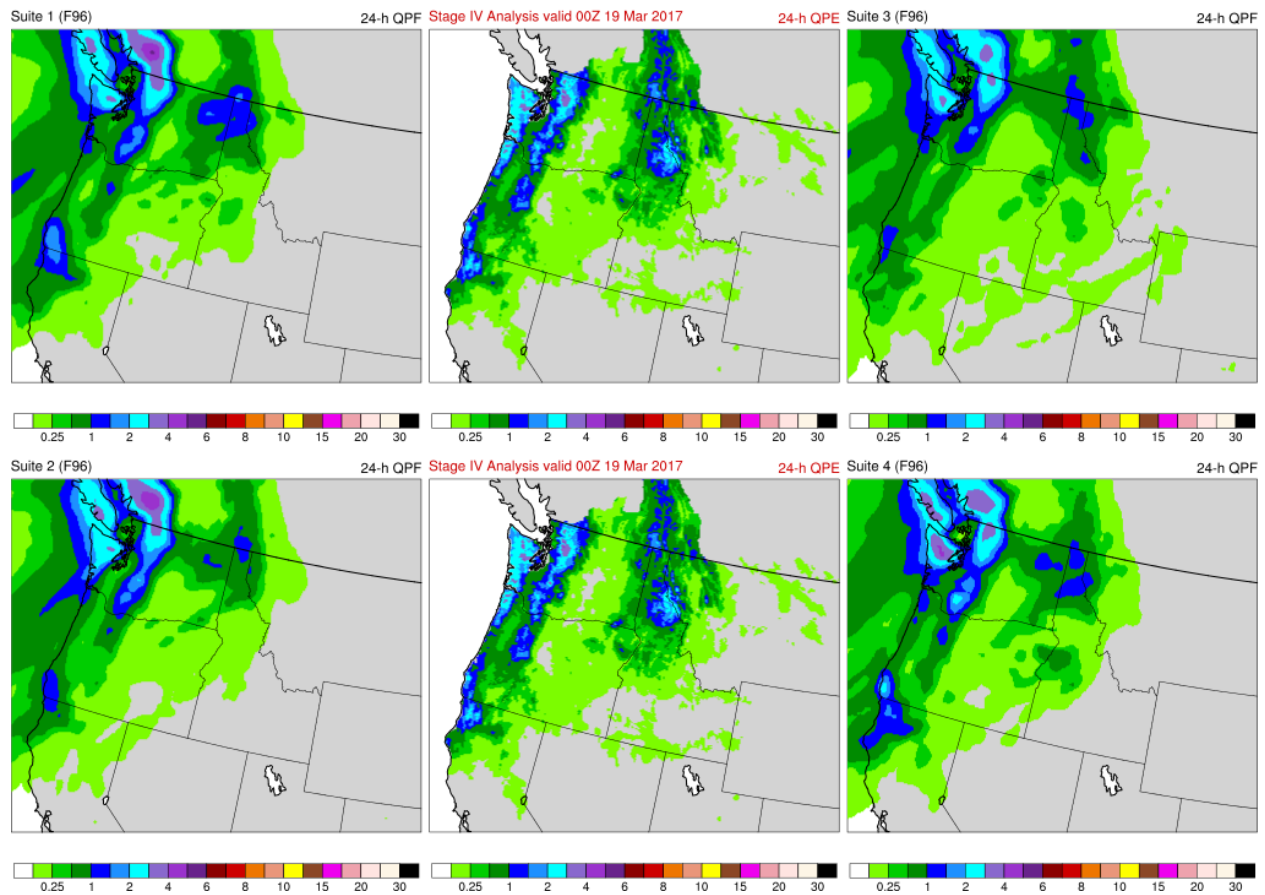 Suite 1 (F96) 24-h QPF
Stage IV Analysis valid 00Z 19 Mar 2017 24-h QPE
Suite 3 (F96) 24-h QPF
0.25 1 2 4 6 8 10 15 20 30
0.25 1 2 4 6 8 10 15 20 30
0.25 1 2 4 6 8 10 15 20 30
Suite 2 (F96) 24-h QPF
Stage IV Analysis valid 00Z 19 Mar 2017 24-h QPE
Suite 4 (F96) 24-h QPF
0.25 1 2 4 6 8 10 15 20 30
0.25 1 2 4 6 8 10 15 20 30
0.25 1 2 4 6 8 10 15 20 30